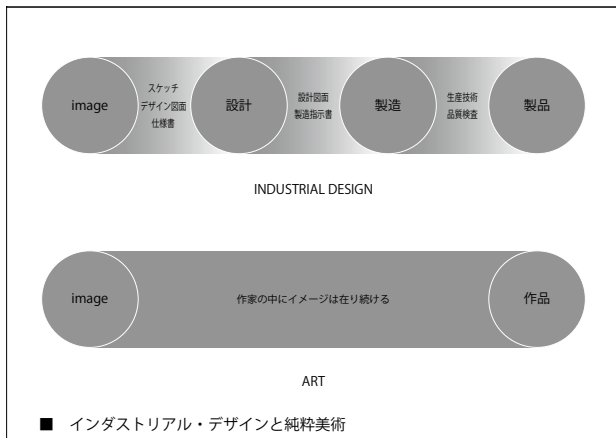 image
スケッチ
デザイン図面
仕様書
設計
設計図面
製造指示書
製造
生産技術
品質検査
製品
INDUSTRIAL DESIGN
image
作家の中にイメージは在り続ける
作品
ART
■ インダストリアル・デザインと純粋美術